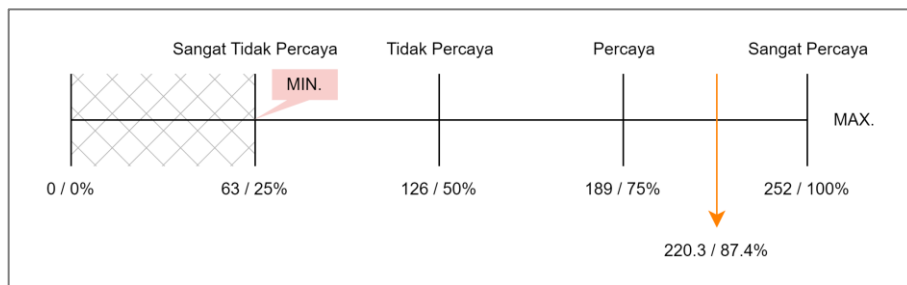 Sangat Tidak Percaya Tidak Percaya Percaya Sangat Percaya
MIN.
MAX.
0 / 0% 63 / 25% 126 / 50% 189 / 75% 252 / 100%
220.3 / 87.4%